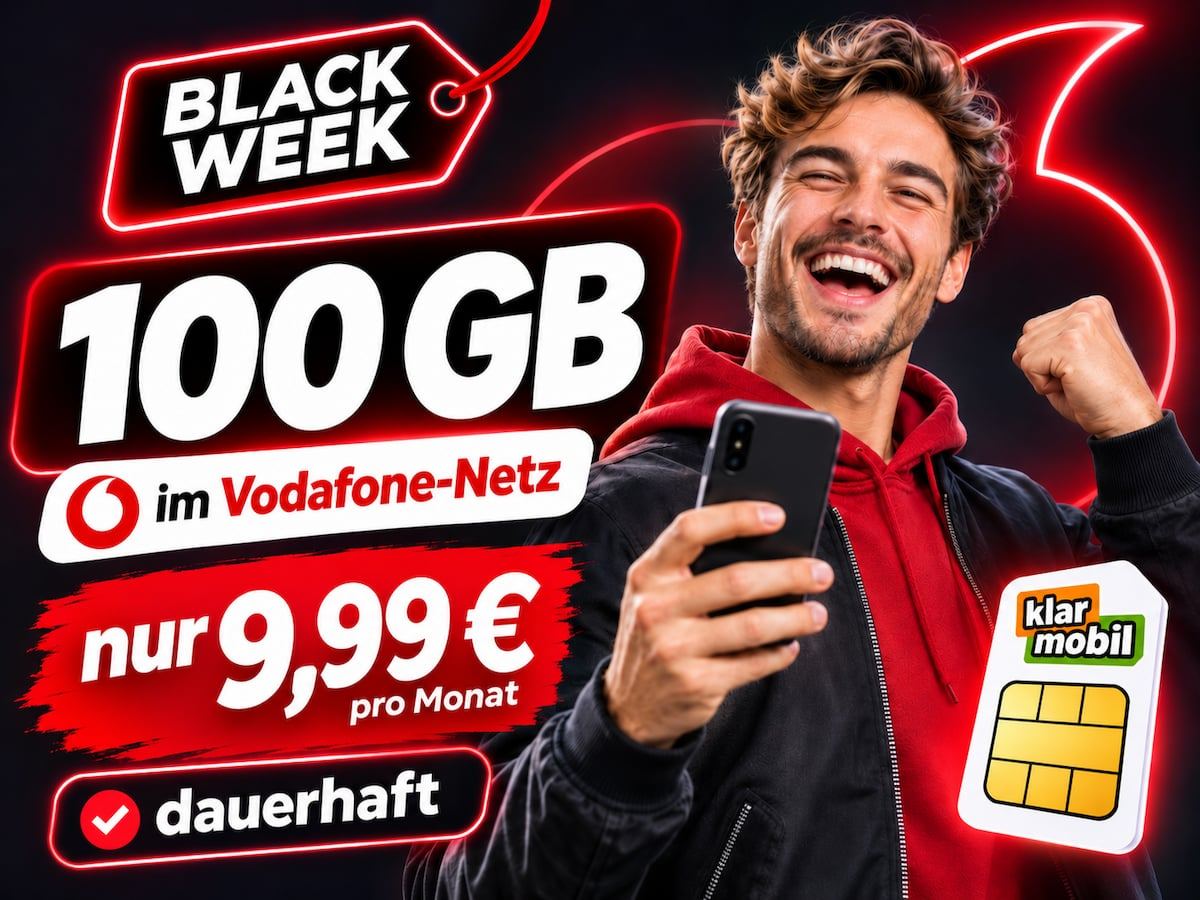 BLACK
WEEK
100 GB
im Vodafone-Netz
nur 9,99 €
pro Monat
dauerhaft
klar
mobil